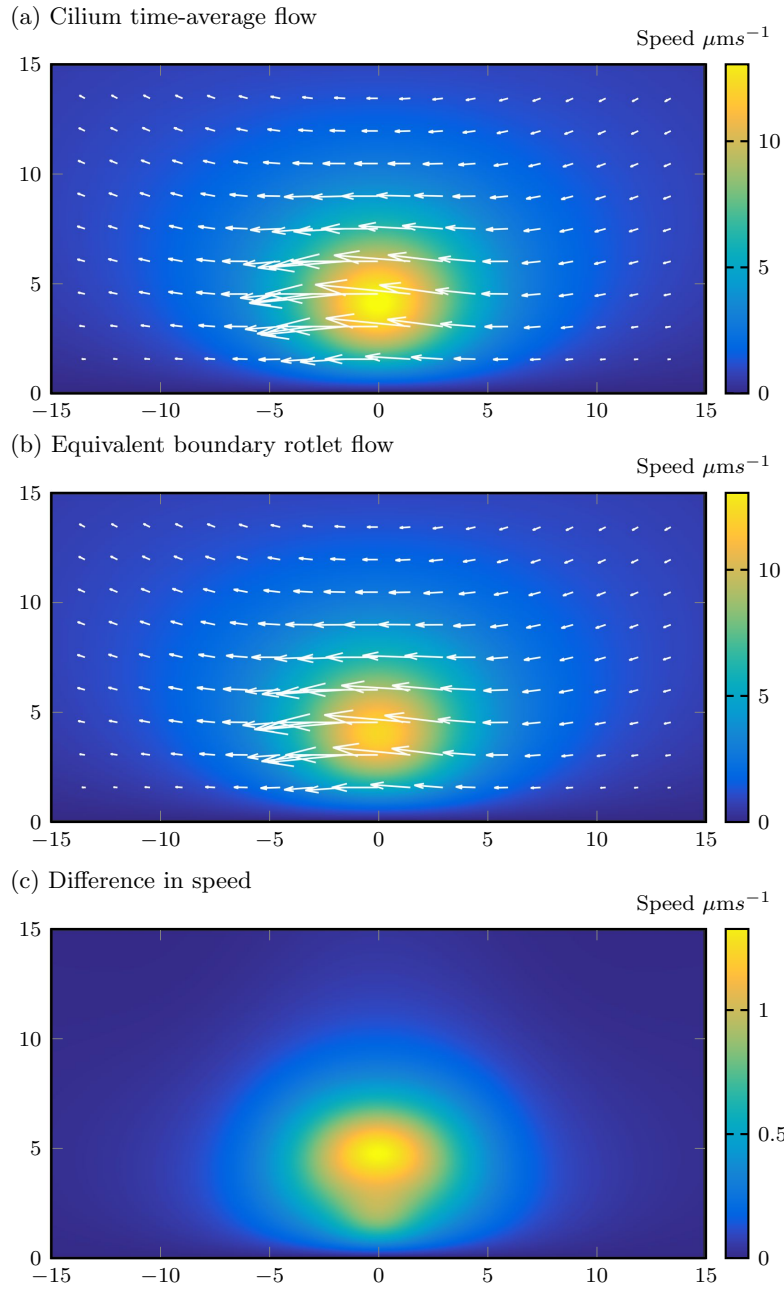 (a) Cilium time-average flow
Speed μms⁻¹
15
10
5
0
−15 −10 −5 0 5 10 15
10
5
0
(b) Equivalent boundary rotlet flow
Speed μms⁻¹
15
10
5
0
−15 −10 −5 0 5 10 15
10
5
0
(c) Difference in speed
Speed μms⁻¹
15
10
5
0
−15 −10 −5 0 5 10 15
1
0.5
0